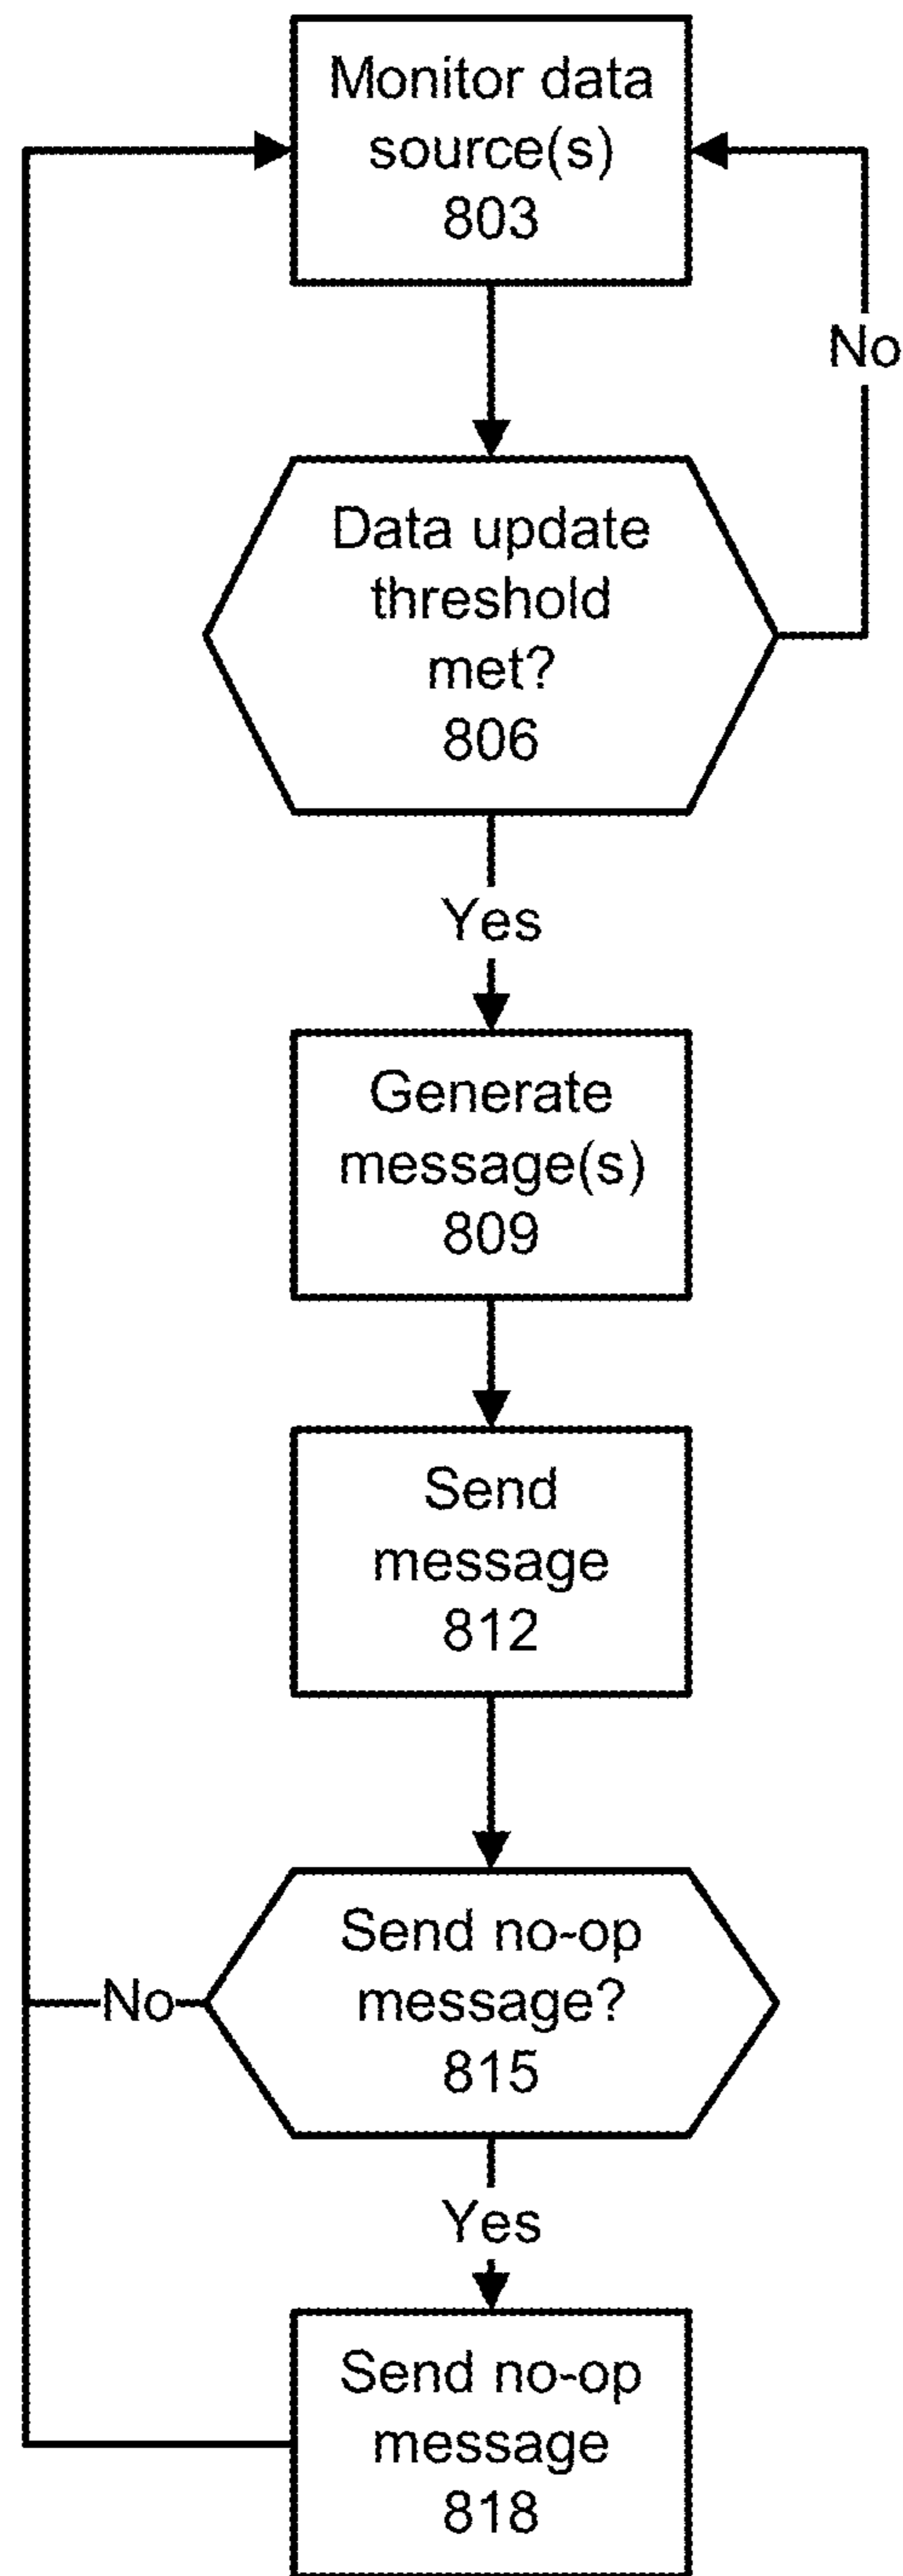 Monitor data
source(s)
803
No
Data update
threshold
met?
806
Yes
Generate
message(s)
809
Send
message
812
Send no-op
message?
815
No
Yes
Send no-op
message
818